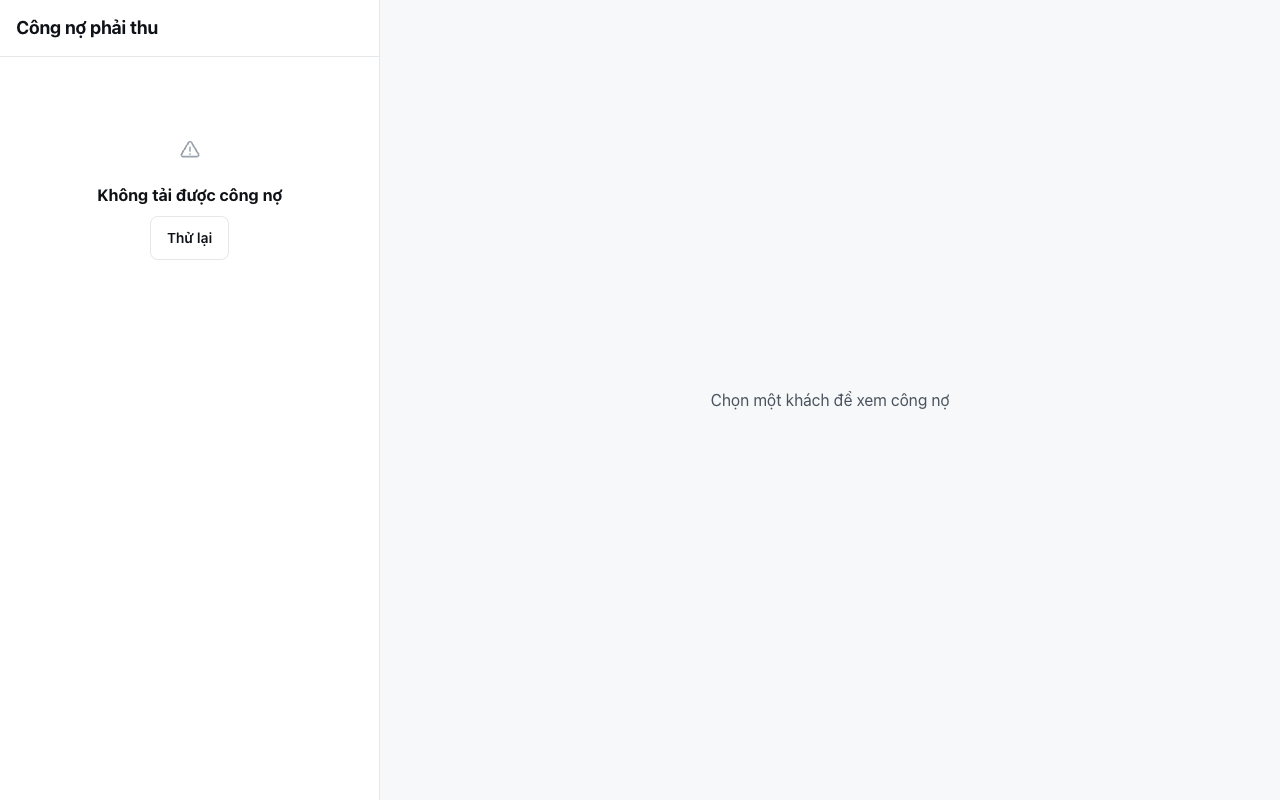 Công nợ phải thu
Không tải được công nợ
Thử lại
Chọn một khách để xem công nợ